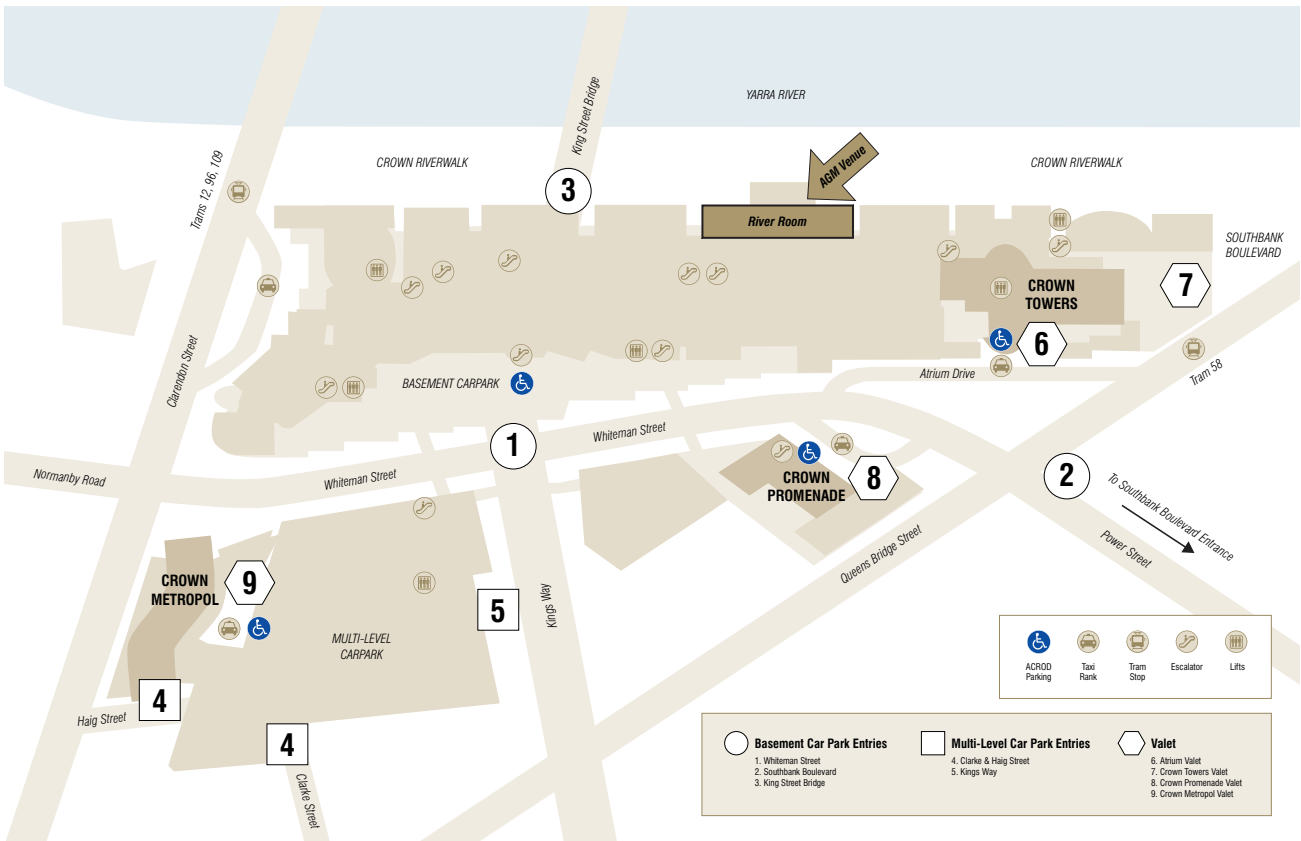 YARRA RIVER
King Street Bridge
Trams 12, 96, 109
CROWN RIVERWALK
AGM Venue
CROWN RIVERWALK
3
River Room
SOUTHBANK
BOULEVARD
CROWN
TOWERS
7
6
Clarendon Street
BASEMENT CARPARK
Atrium Drive
Tram 58
1
Whiteman Street
Normanby Road
Whiteman Street
CROWN
PROMENADE
8
2
To Southbank Boulevard Entrance
Power Street
Queens Bridge Street
CROWN
METROPOL
9
5
Kings Way
MULTI-LEVEL
CARPARK
4
Haig Street
4
Clarke Street
ACROD
Parking
Taxi
Rank
Tram
Stop
Escalator
Lifts
Basement Car Park Entries
1. Whiteman Street
2. Southbank Boulevard
3. King Street Bridge
Multi-Level Car Park Entries
4. Clarke & Haig Street
5. Kings Way
Valet
6. Atrium Valet
7. Crown Towers Valet
8. Crown Promenade Valet
9. Crown Metropol Valet